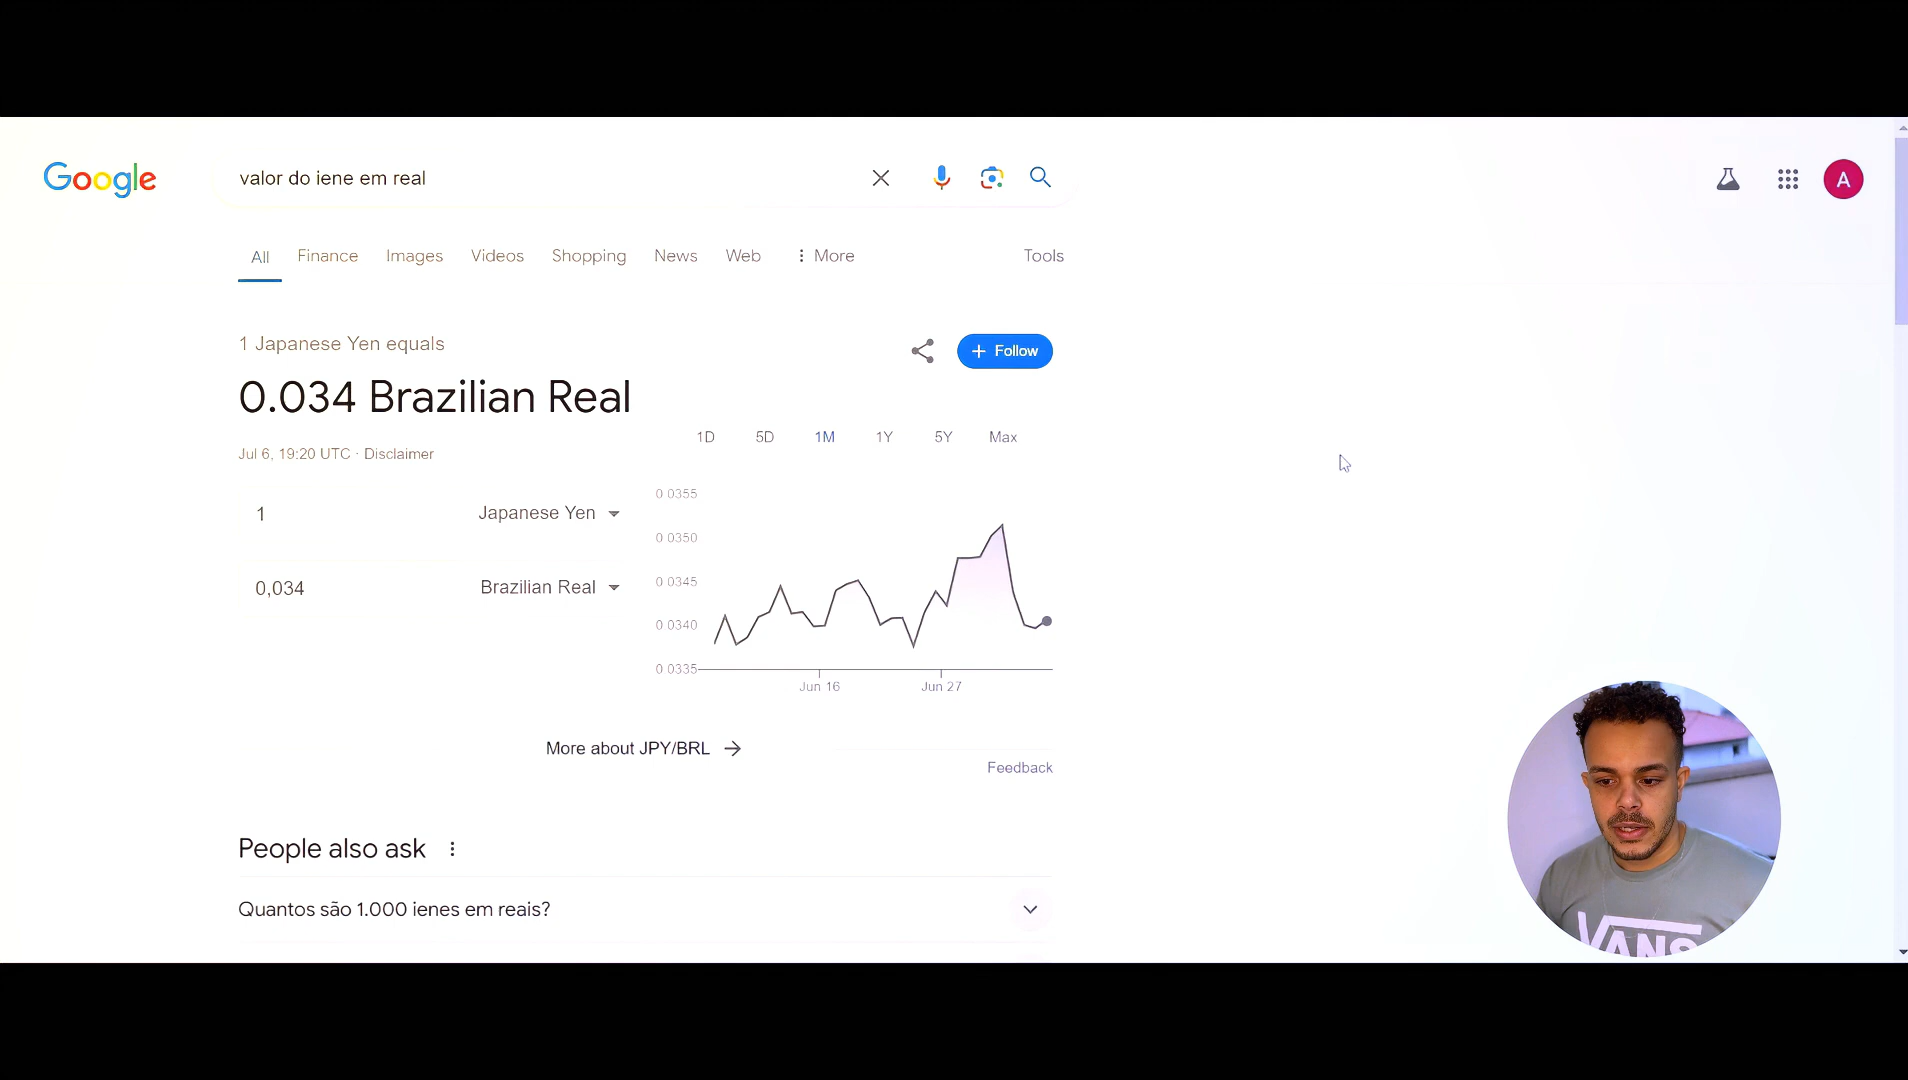 Google
valor do iene em real
A
All Finance Images Videos Shopping News Web More Tools
1 Japanese Yen equals
Follow
0.034 Brazilian Real
Jul 6, 19:20 UTC · Disclaimer
1D 5D 1M 1Y 5Y Max
1 Japanese Yen
0,034 Brazilian Real
0.0355
0.0350
0.0345
0.0340
0.0335
Jun 16 Jun 27
More about JPY/BRL
Feedback
People also ask
Quantos são 1.000 ienes em reais?
VANS